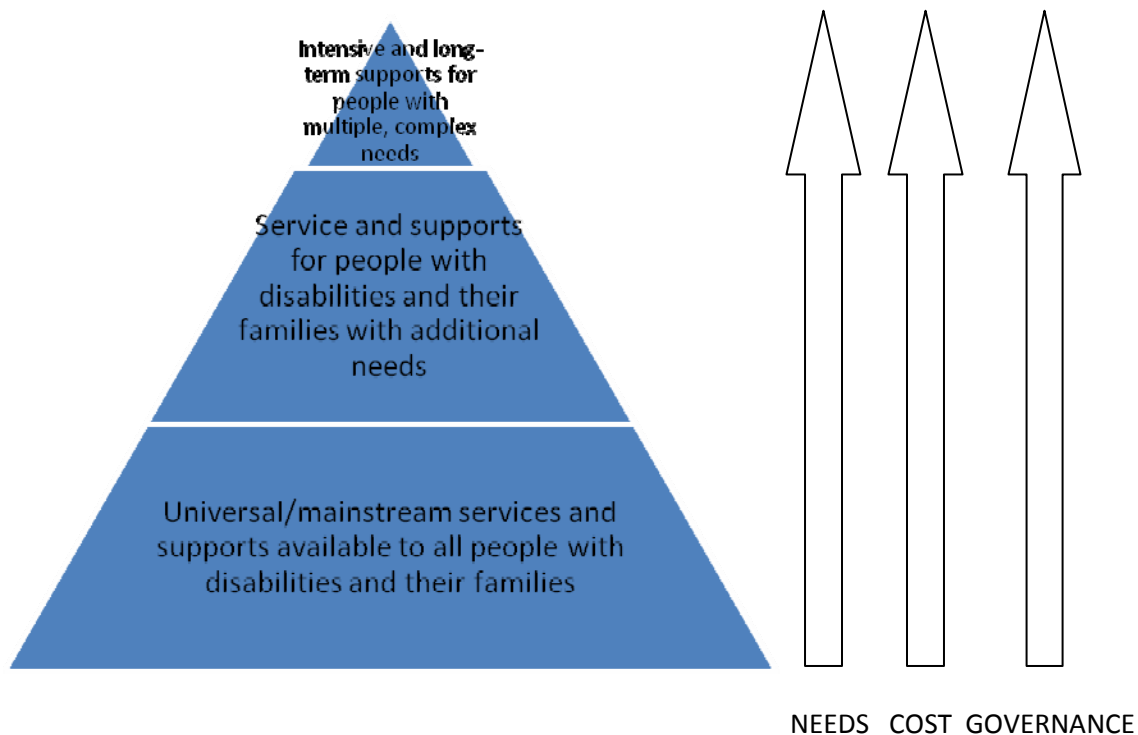 Intensive and long-
term supports for
people with
multiple, complex
needs
Service and supports
for people with
disabilities and their
families with additional
needs
Universal/mainstream services and
supports available to all people with
disabilities and their families
NEEDS COST GOVERNANCE